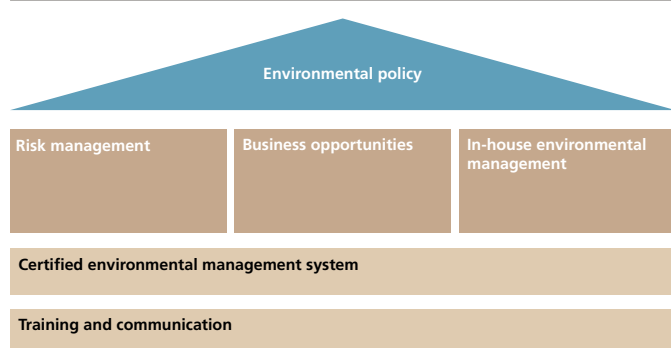 Environmental policy
Risk management
Business opportunities
In-house environmental
management
Certified environmental management system
Training and communication